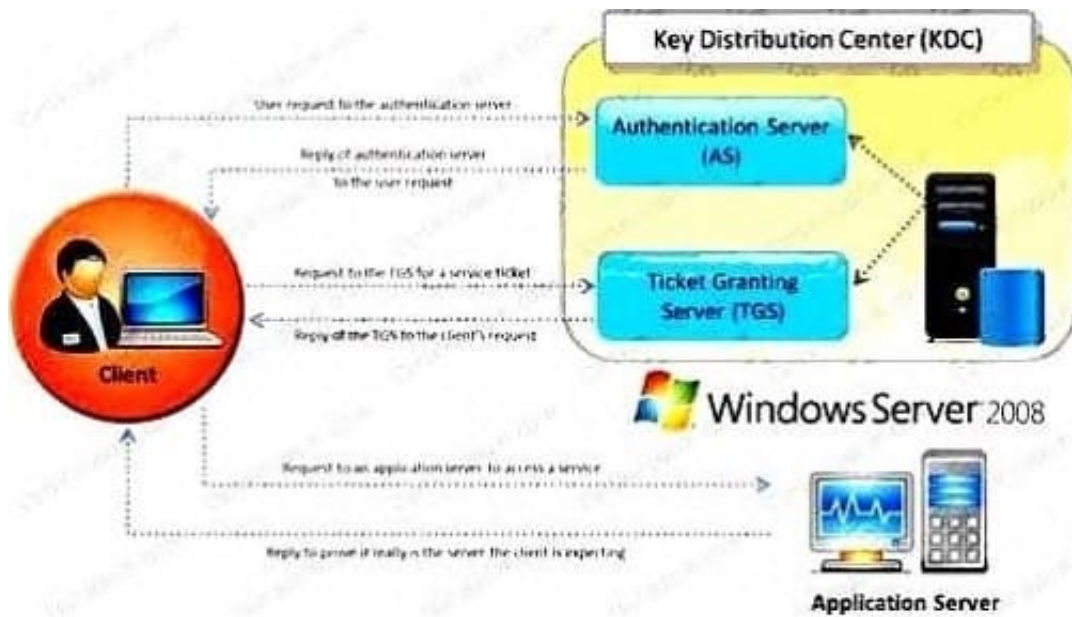 Key Distribution Center (KDC)
User request to the authentication server
Authentication Server
(AS)
Reply of authentication server
to the user request
Request to the TGS for a service ticket
Ticket Granting
Server (TGS)
Reply of the TGS to the client's request
Client
Windows Server 2008
Request to an application server to access a service
Reply to prove it really is the server the client is expecting
Application Server